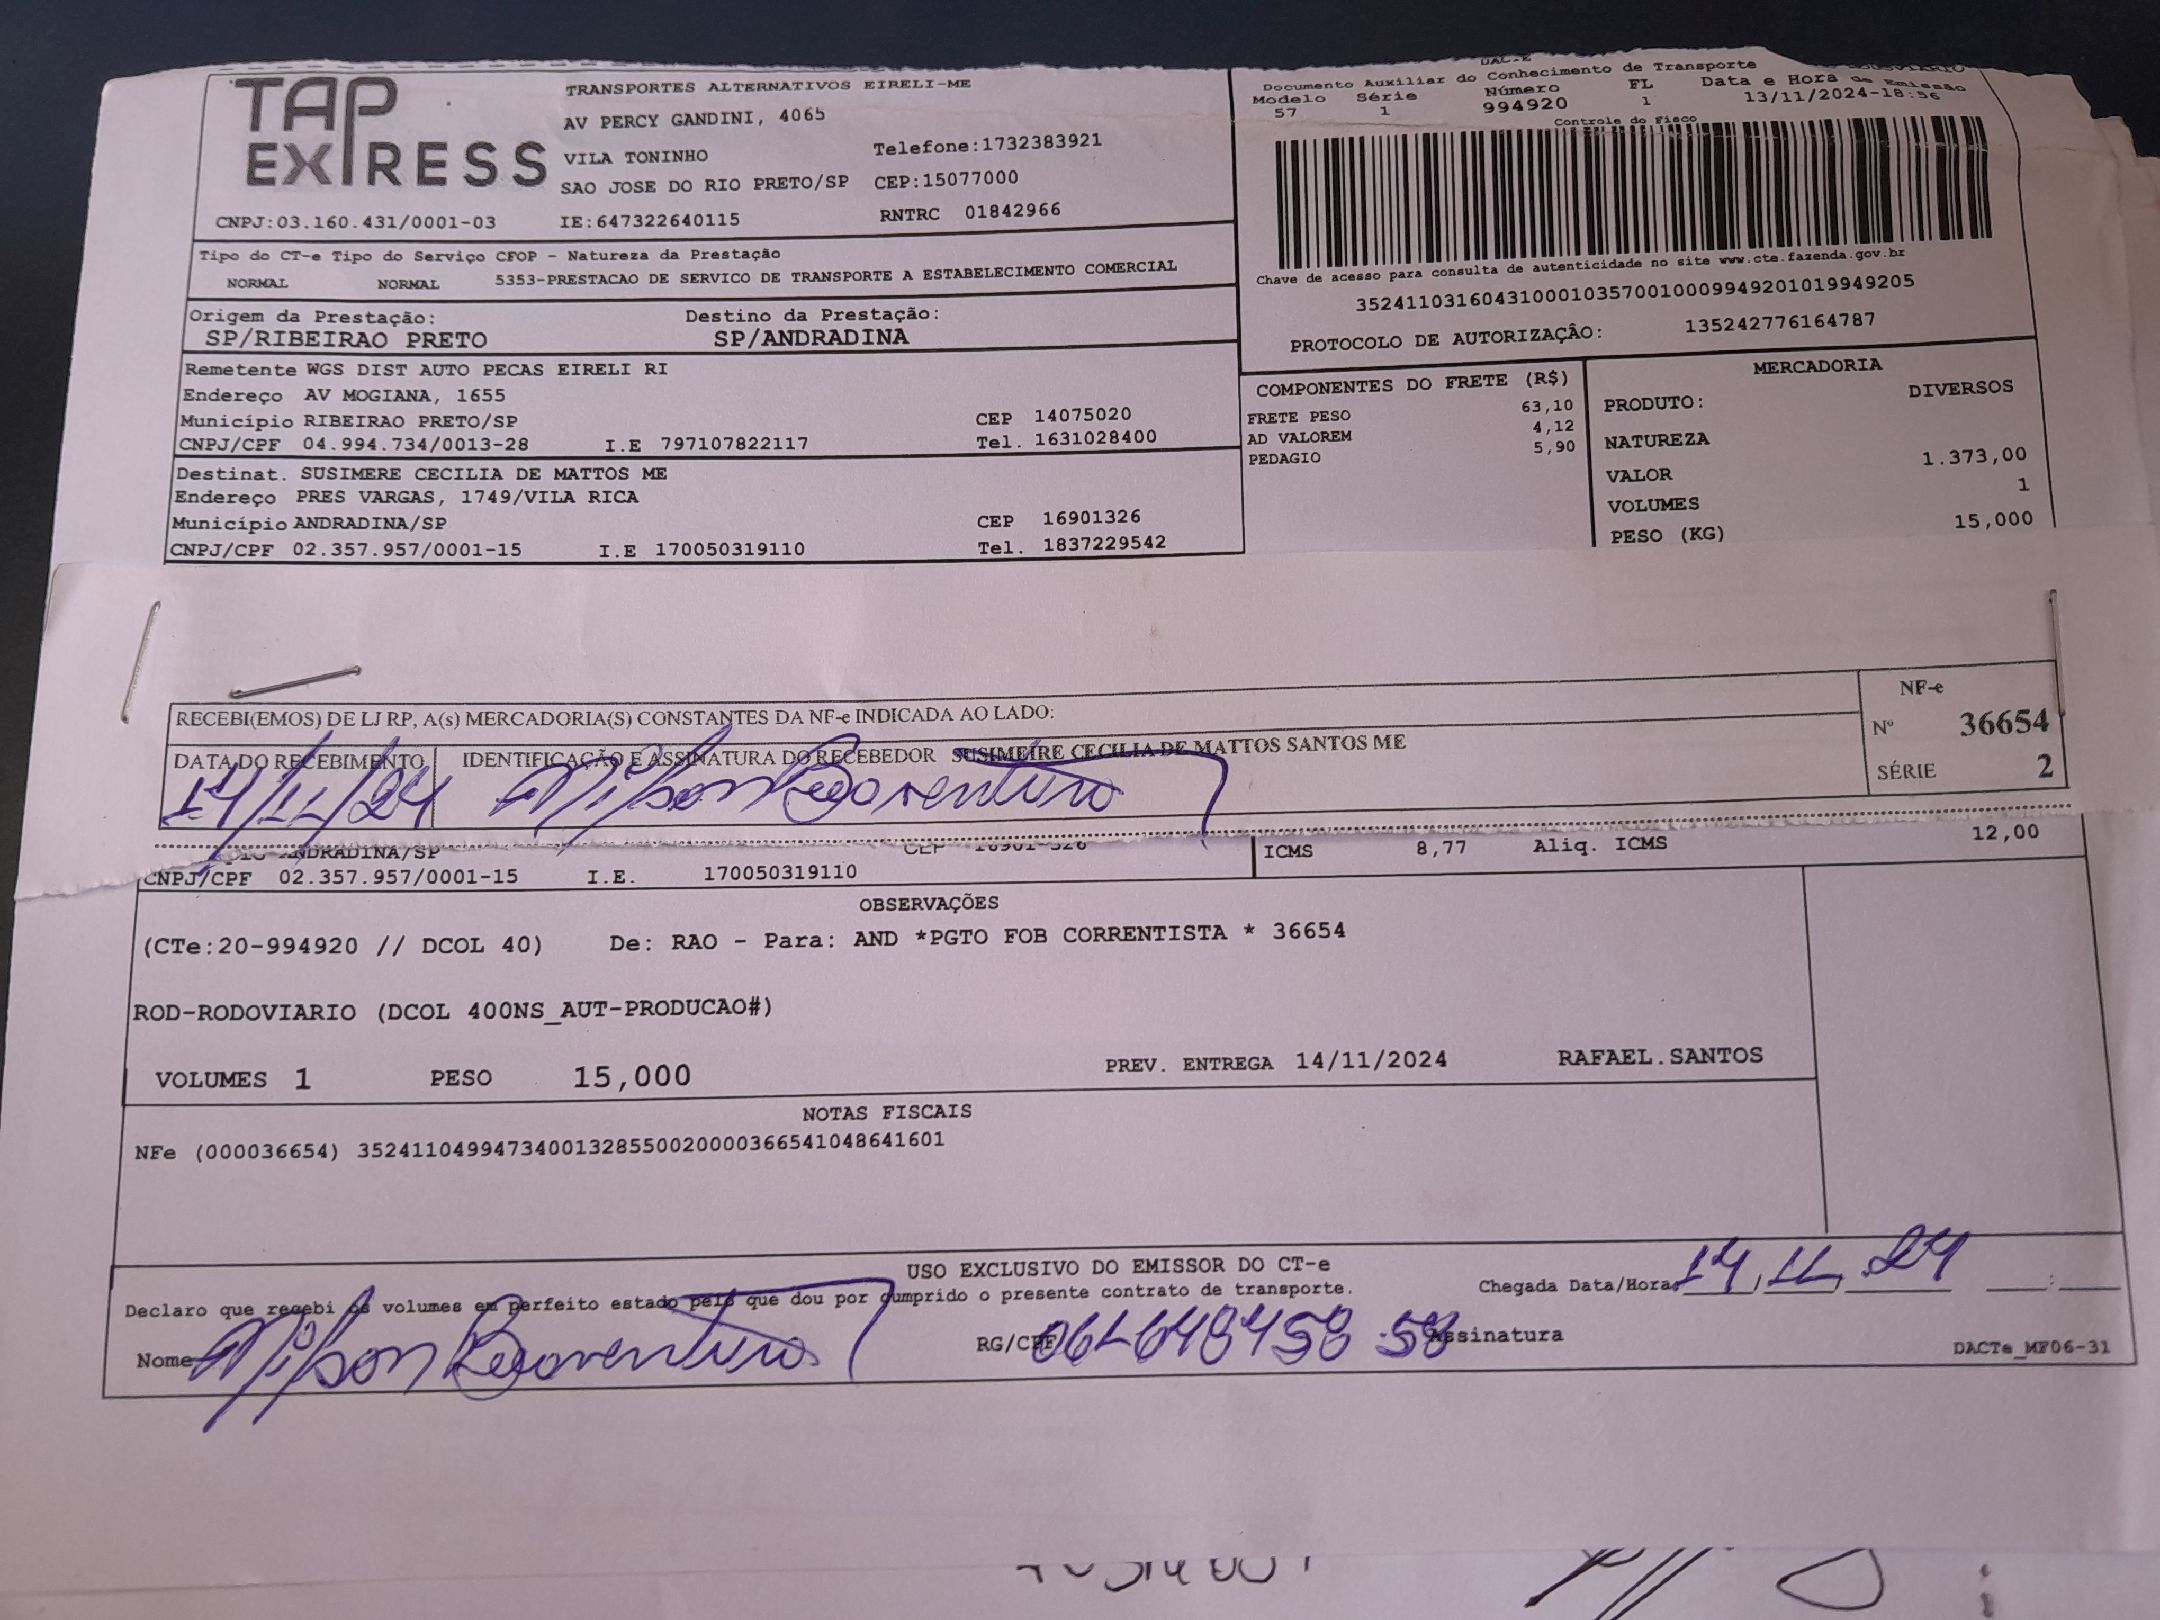 TAP EXPRESS
TRANSPORTES ALTERNATIVOS EIRELI-ME
AV PERCY GANDINI, 4065
VILA TONINHO Telefone:1732383921
SAO JOSE DO RIO PRETO/SP CEP:15077000
CNPJ:03.160.431/0001-03 IE:647322640115 RNTRC 01842966
Documento Auxiliar do Conhecimento de Transporte
Modelo Série Número FL Data e Hora de Emissão
57 1 994920 1 13/11/2024-18:56
Controle do Fisco
Chave de acesso para consulta de autenticidade no site www.cte.fazenda.gov.br
35241103160431000103570010009949201019949205
PROTOCOLO DE AUTORIZAÇÂO: 135242776164787
Tipo do CT-e Tipo do Serviço CFOP - Natureza da Prestação
NORMAL NORMAL 5353-PRESTACAO DE SERVICO DE TRANSPORTE A ESTABELECIMENTO COMERCIAL
Origem da Prestação: Destino da Prestação:
SP/RIBEIRAO PRETO SP/ANDRADINA
Remetente WGS DIST AUTO PECAS EIRELI RI
Endereço AV MOGIANA, 1655
Município RIBEIRAO PRETO/SP CEP 14075020
CNPJ/CPF 04.994.734/0013-28 I.E 797107822117 Tel. 1631028400
Destinat. SUSIMERE CECILIA DE MATTOS ME
Endereço PRES VARGAS, 1749/VILA RICA
Município ANDRADINA/SP CEP 16901326
CNPJ/CPF 02.357.957/0001-15 I.E 170050319110 Tel. 1837229542
COMPONENTES DO FRETE (R$)
FRETE PESO 63,10
AD VALOREM 4,12
PEDAGIO 5,90
MERCADORIA
PRODUTO: DIVERSOS
NATUREZA
VALOR 1.373,00
VOLUMES 1
PESO (KG) 15,000
RECEBI(EMOS) DE LJ RP, A(s) MERCADORIA(S) CONSTANTES DA NF-e INDICADA AO LADO:
DATA DO RECEBIMENTO IDENTIFICAÇÃO E ASSINATURA DO RECEBEDOR SUSIMEIRE CECILIA DE MATTOS SANTOS ME
14/11/24 Nilson Boaventura
NF-e
Nº 36654
SÉRIE 2
ANDRADINA/SP CEP 16901-326
CNPJ/CPF 02.357.957/0001-15 I.E. 170050319110
ICMS 8,77 Aliq. ICMS 12,00
OBSERVAÇÕES
(CTe:20-994920 // DCOL 40) De: RAO - Para: AND *PGTO FOB CORRENTISTA * 36654
ROD-RODOVIARIO (DCOL 400NS_AUT-PRODUCAO#)
VOLUMES 1 PESO 15,000 PREV. ENTREGA 14/11/2024 RAFAEL.SANTOS
NOTAS FISCAIS
NFe (000036654) 35241104994734001328550020000366541048641601
USO EXCLUSIVO DO EMISSOR DO CT-e
Declaro que recebi os volumes em perfeito estado pelo que dou por cumprido o presente contrato de transporte.
Chegada Data/Hora 14/11/24 :
Nome Nilson Boaventura RG/CPF Assinatura
DACTe_MF06-31